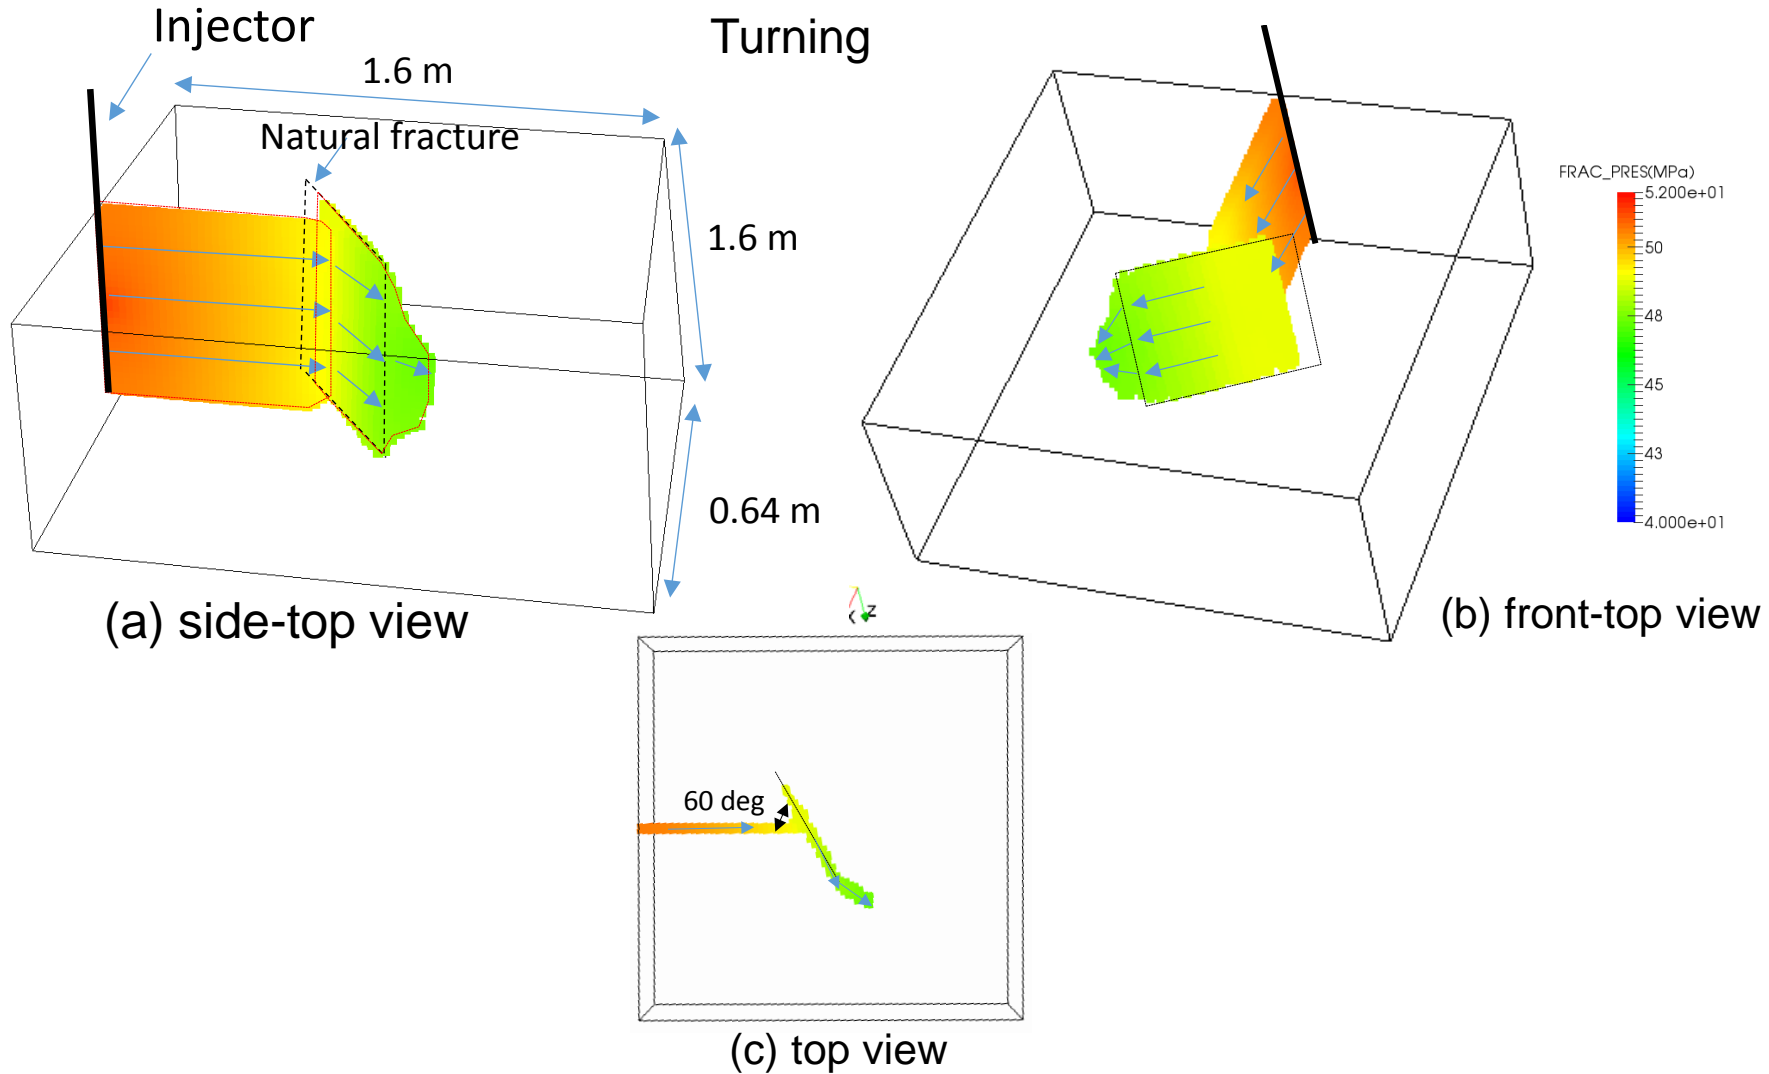 Injector
Turning
1.6 m
Natural fracture
1.6 m
0.64 m
(a) side-top view
FRAC_PRES(MPa)
5.200e+01
50
48
45
43
4.000e+01
(b) front-top view
Z
60 deg
(c) top view